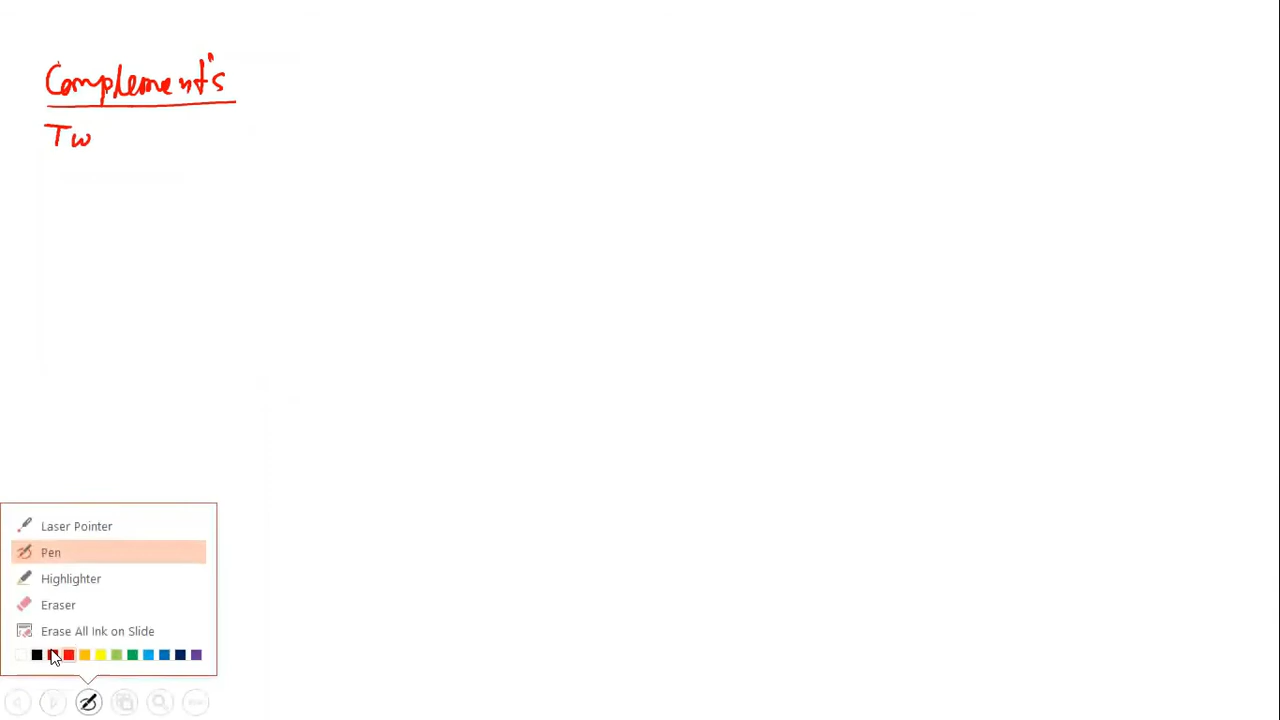 Complement's
Tw
Laser Pointer
Pen
Highlighter
Eraser
Erase All Ink on Slide